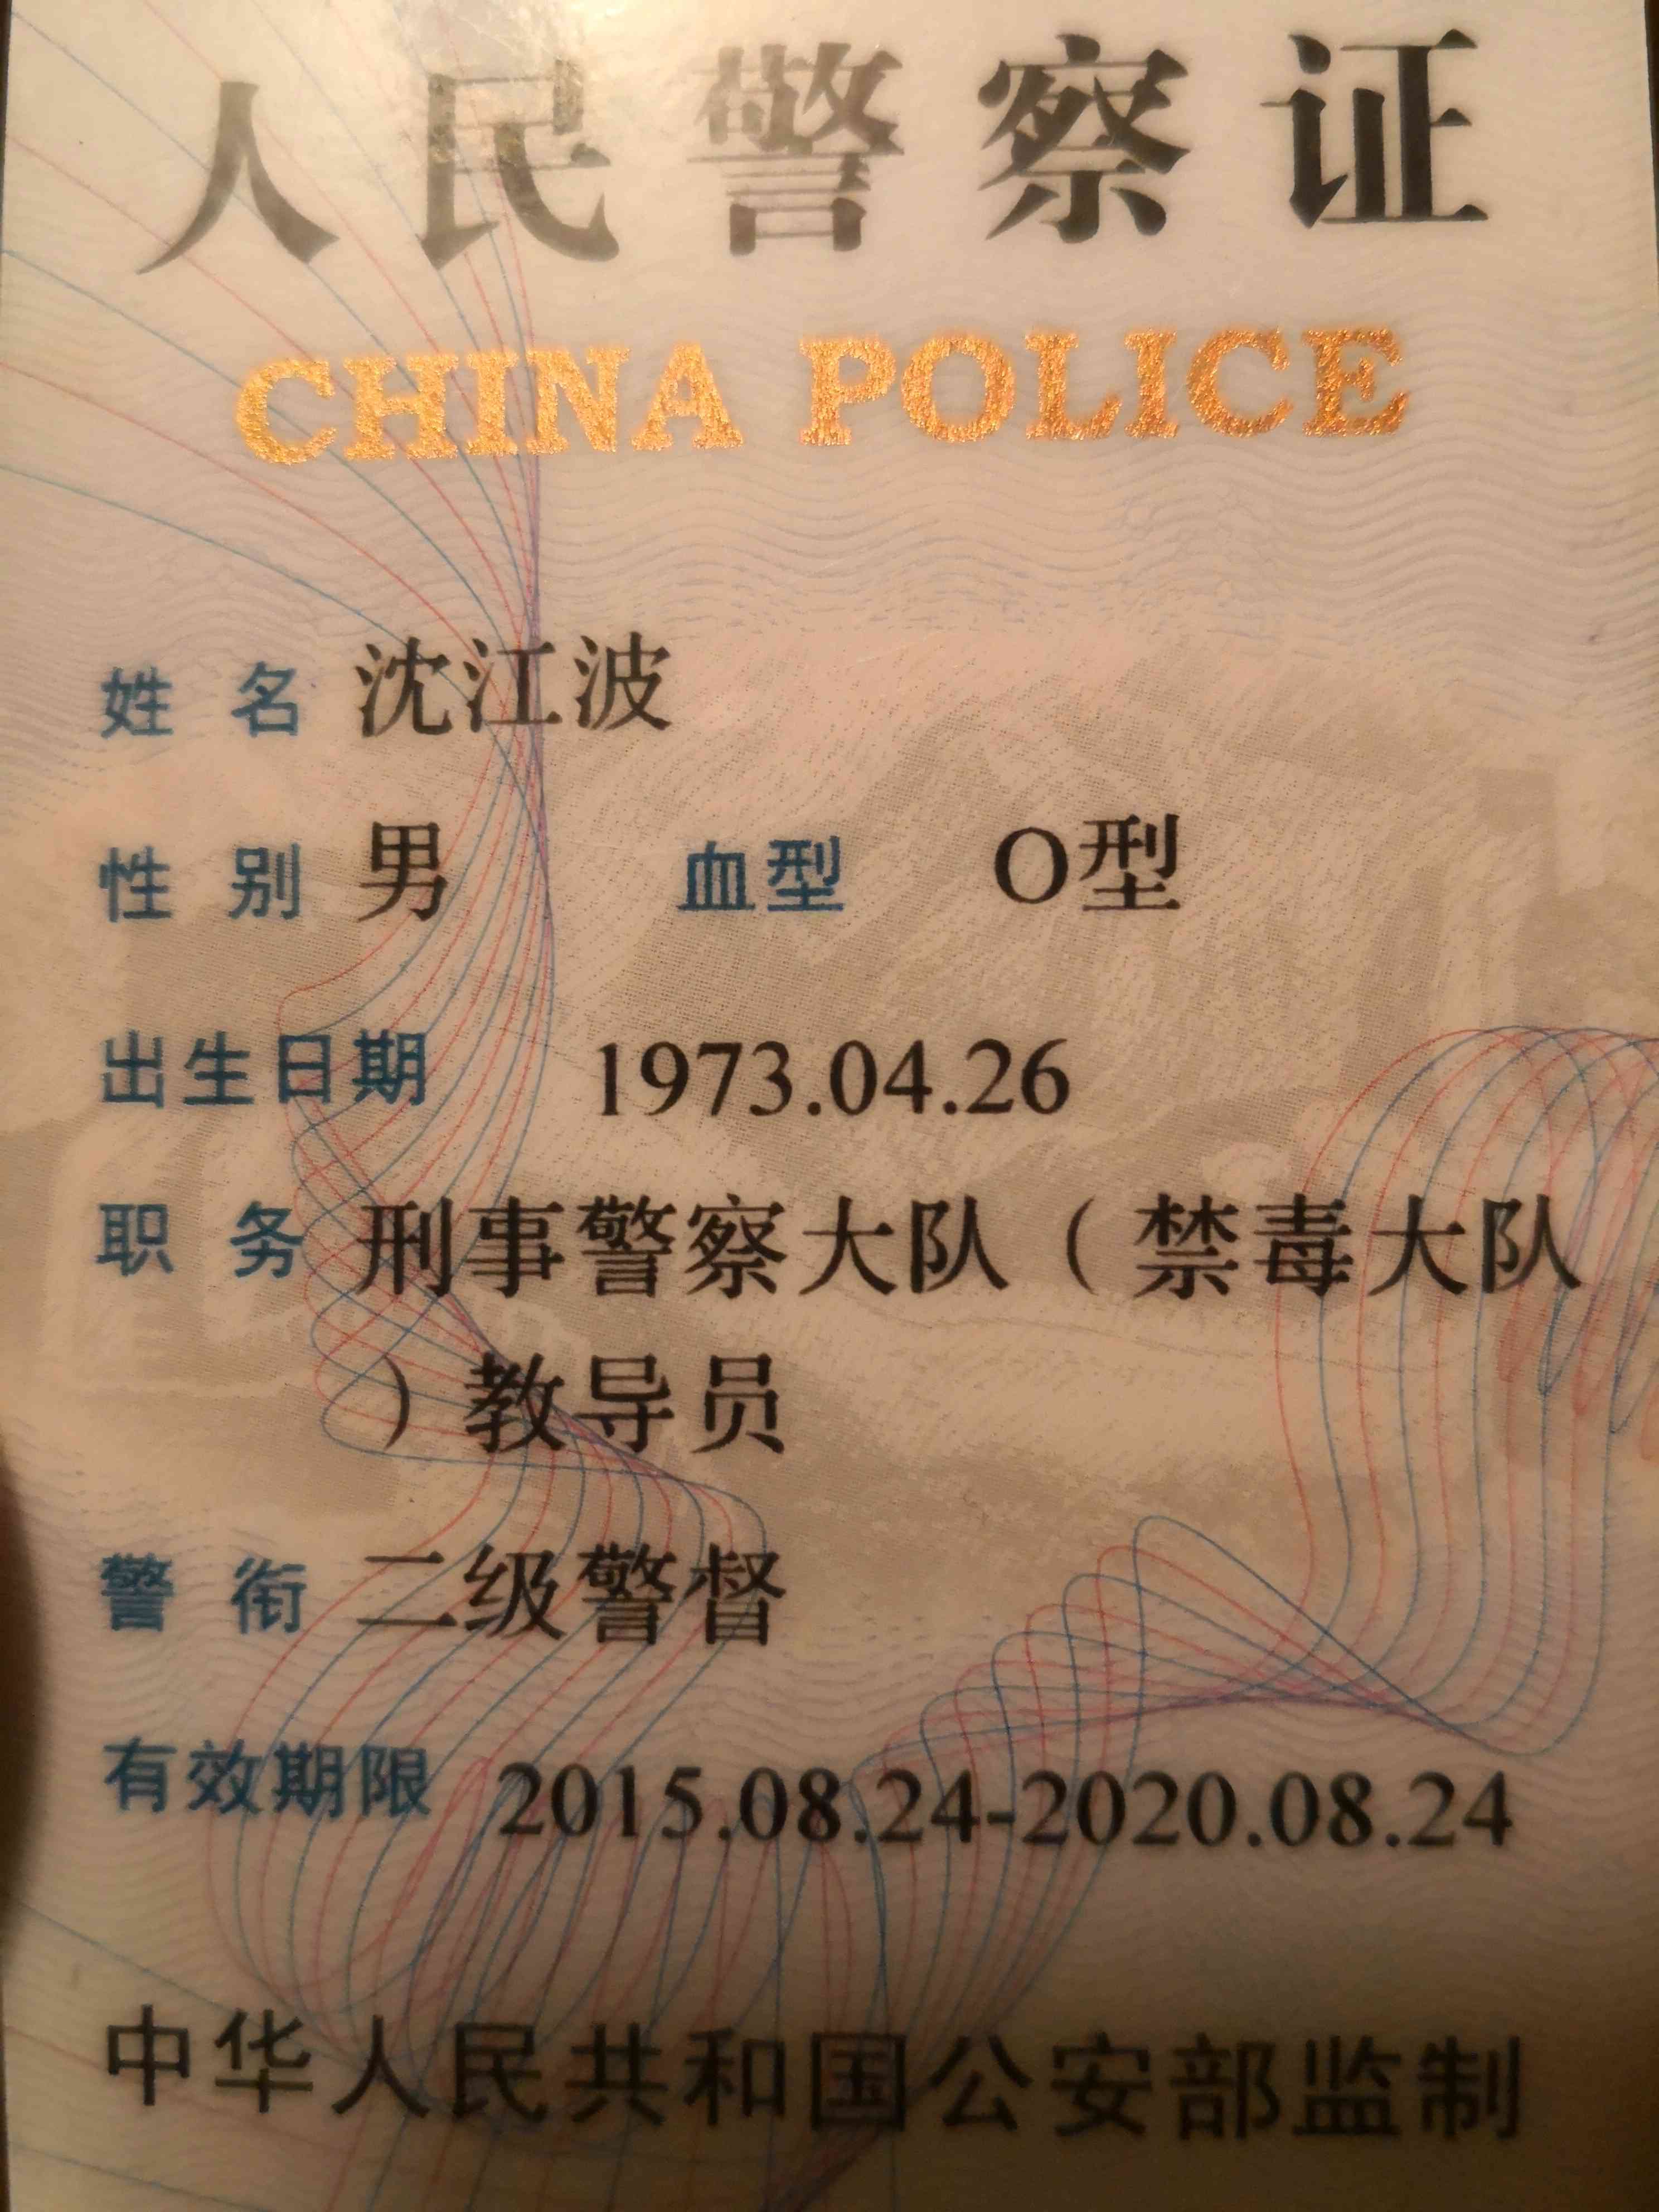 人民警察证
CHINA POLICE
姓名 沈江波
性别 男 血型 O型
出生日期 1973.04.26
职务 刑事警察大队（禁毒大队
）教导员
警衔 二级警督
有效期限 2015.08.24-2020.08.24
中华人民共和国公安部监制